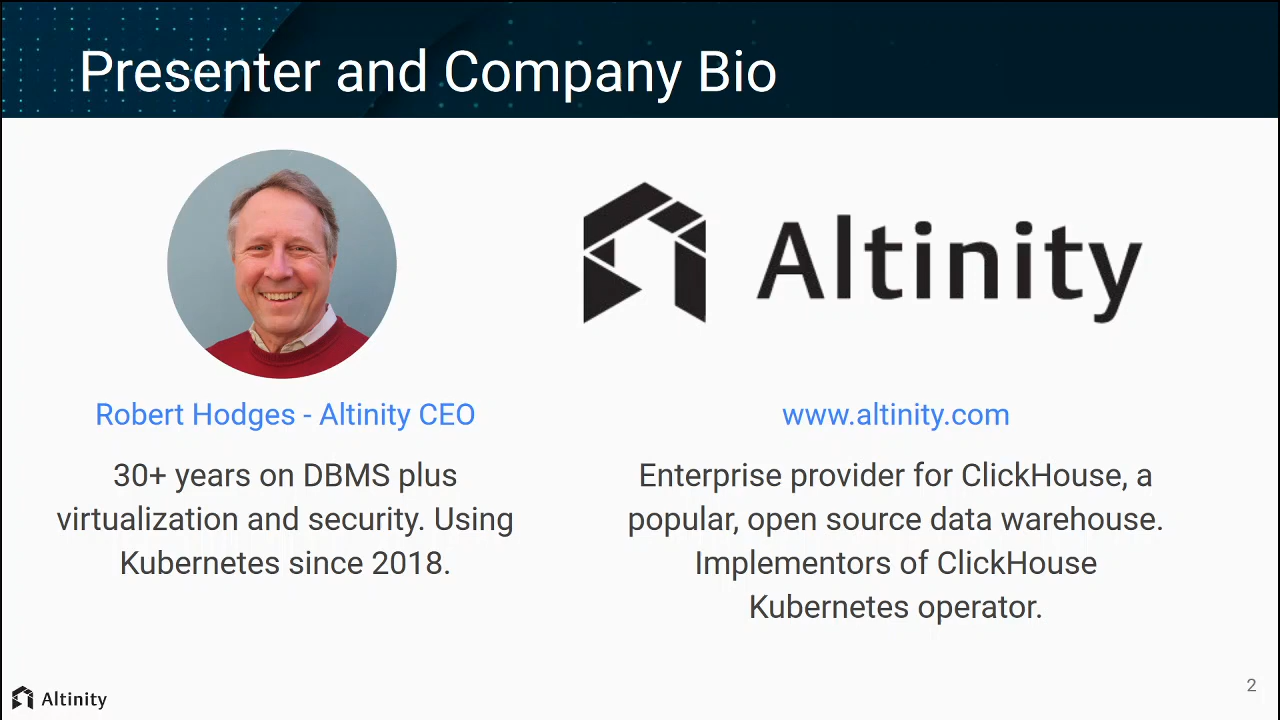 Presenter and Company Bio
Altinity
Robert Hodges - Altinity CEO
30+ years on DBMS plus
virtualization and security. Using
Kubernetes since 2018.
www.altinity.com
Enterprise provider for ClickHouse, a
popular, open source data warehouse.
Implementors of ClickHouse
Kubernetes operator.
Altinity
2